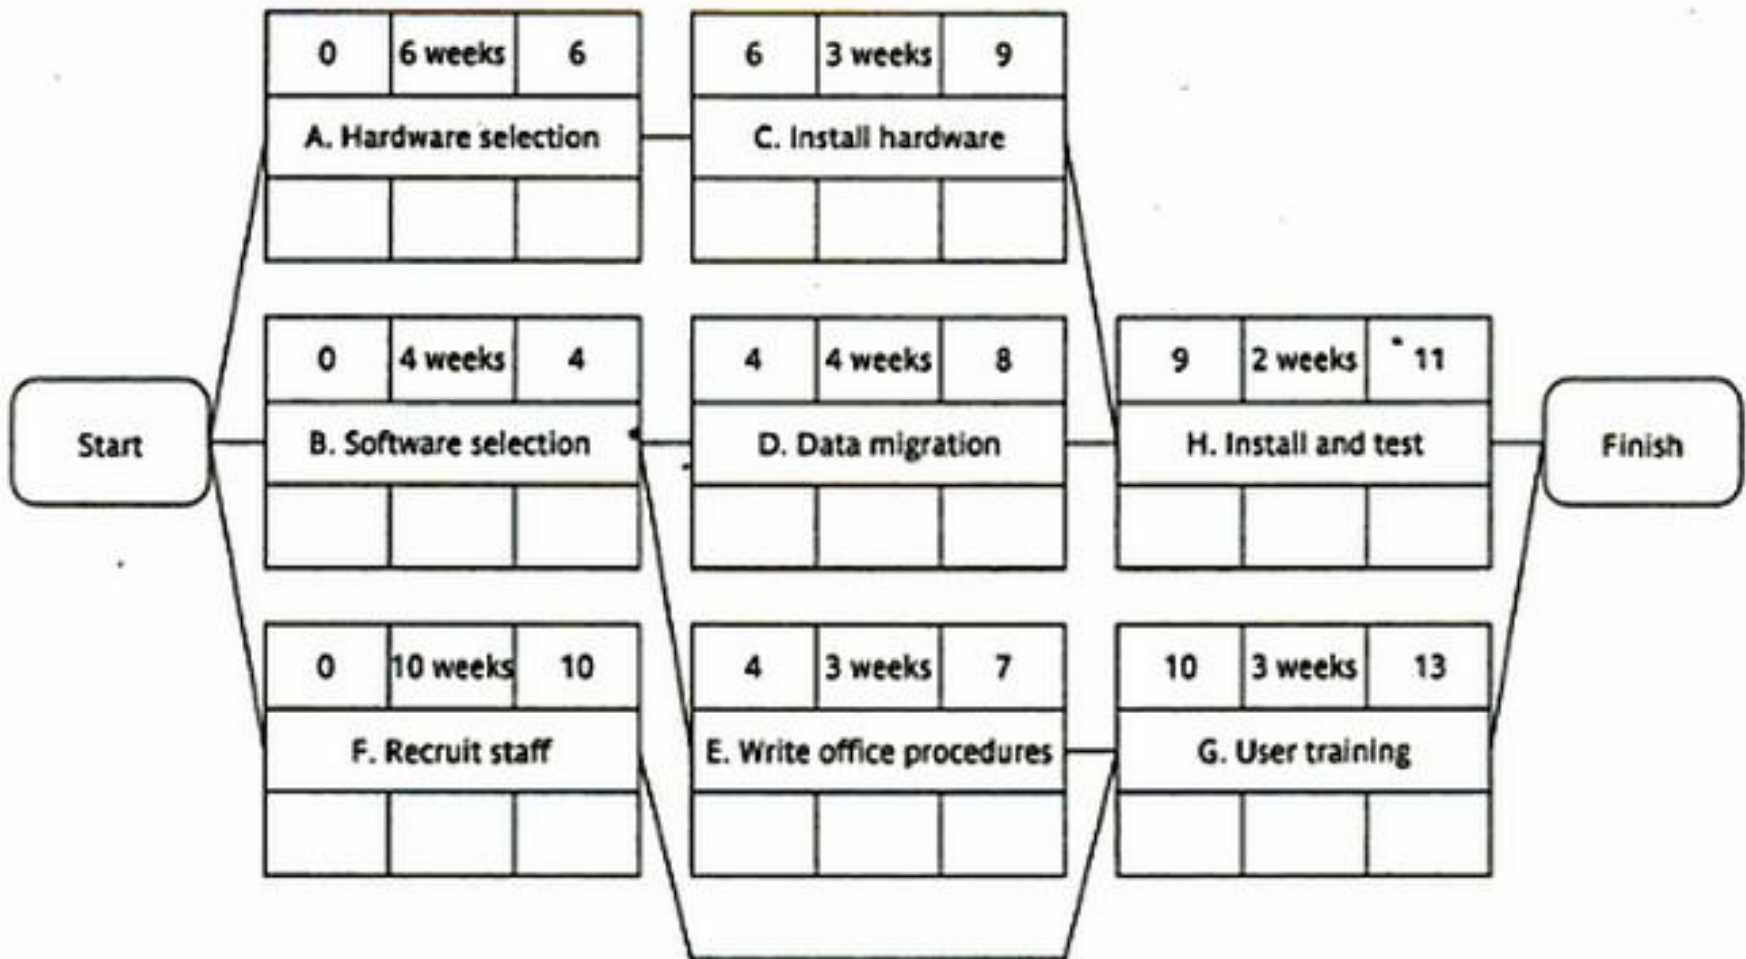 0 6 weeks 6
A. Hardware selection
6 3 weeks 9
C. Install hardware
Start
0 4 weeks 4
B. Software selection
4 4 weeks 8
D. Data migration
9 2 weeks 11
H. Install and test
Finish
0 10 weeks 10
F. Recruit staff
4 3 weeks 7
E. Write office procedures
10 3 weeks 13
G. User training